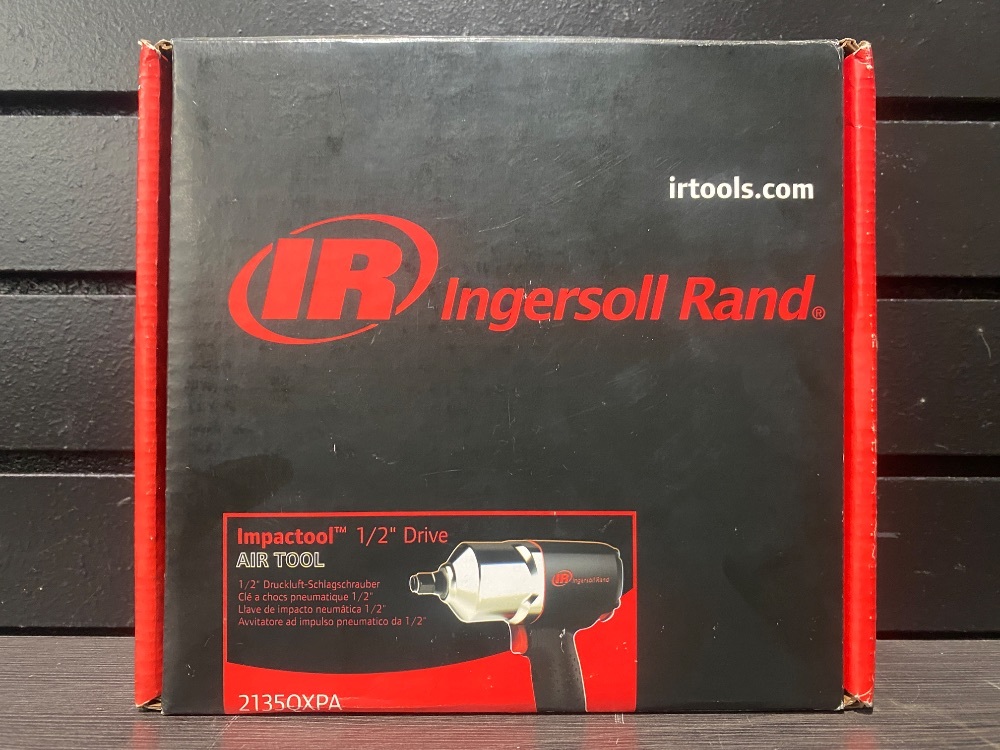 irtools.com
IR Ingersoll Rand®
Impactool™ 1/2" Drive
AIR TOOL
1/2" Druckluft-Schlagschrauber
Clé a chocs pneumatique 1/2"
Llave de impacto neumática 1/2"
Avvitatore ad impulso pneumatico da 1/2"
IR Ingersoll Rand
2135QXPA